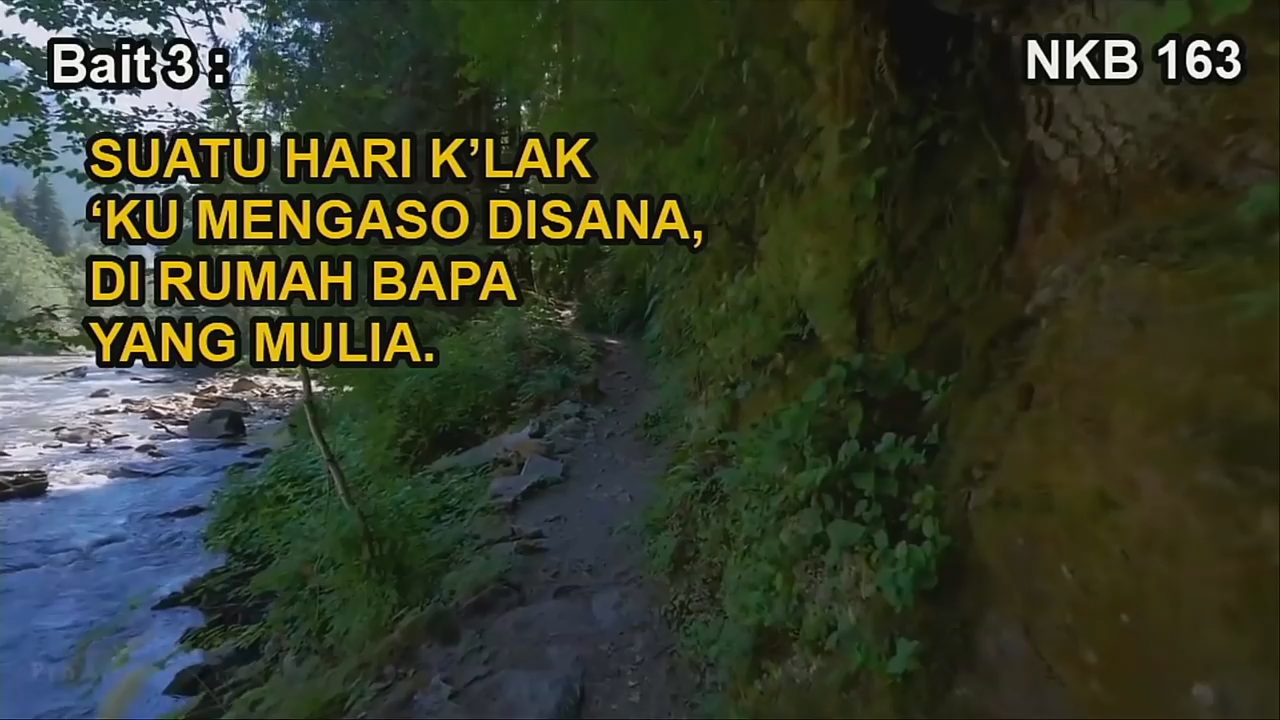 Bait 3 :
NKB 163
SUATU HARI K’LAK
‘KU MENGASO DISANA,
DI RUMAH BAPA
YANG MULIA.